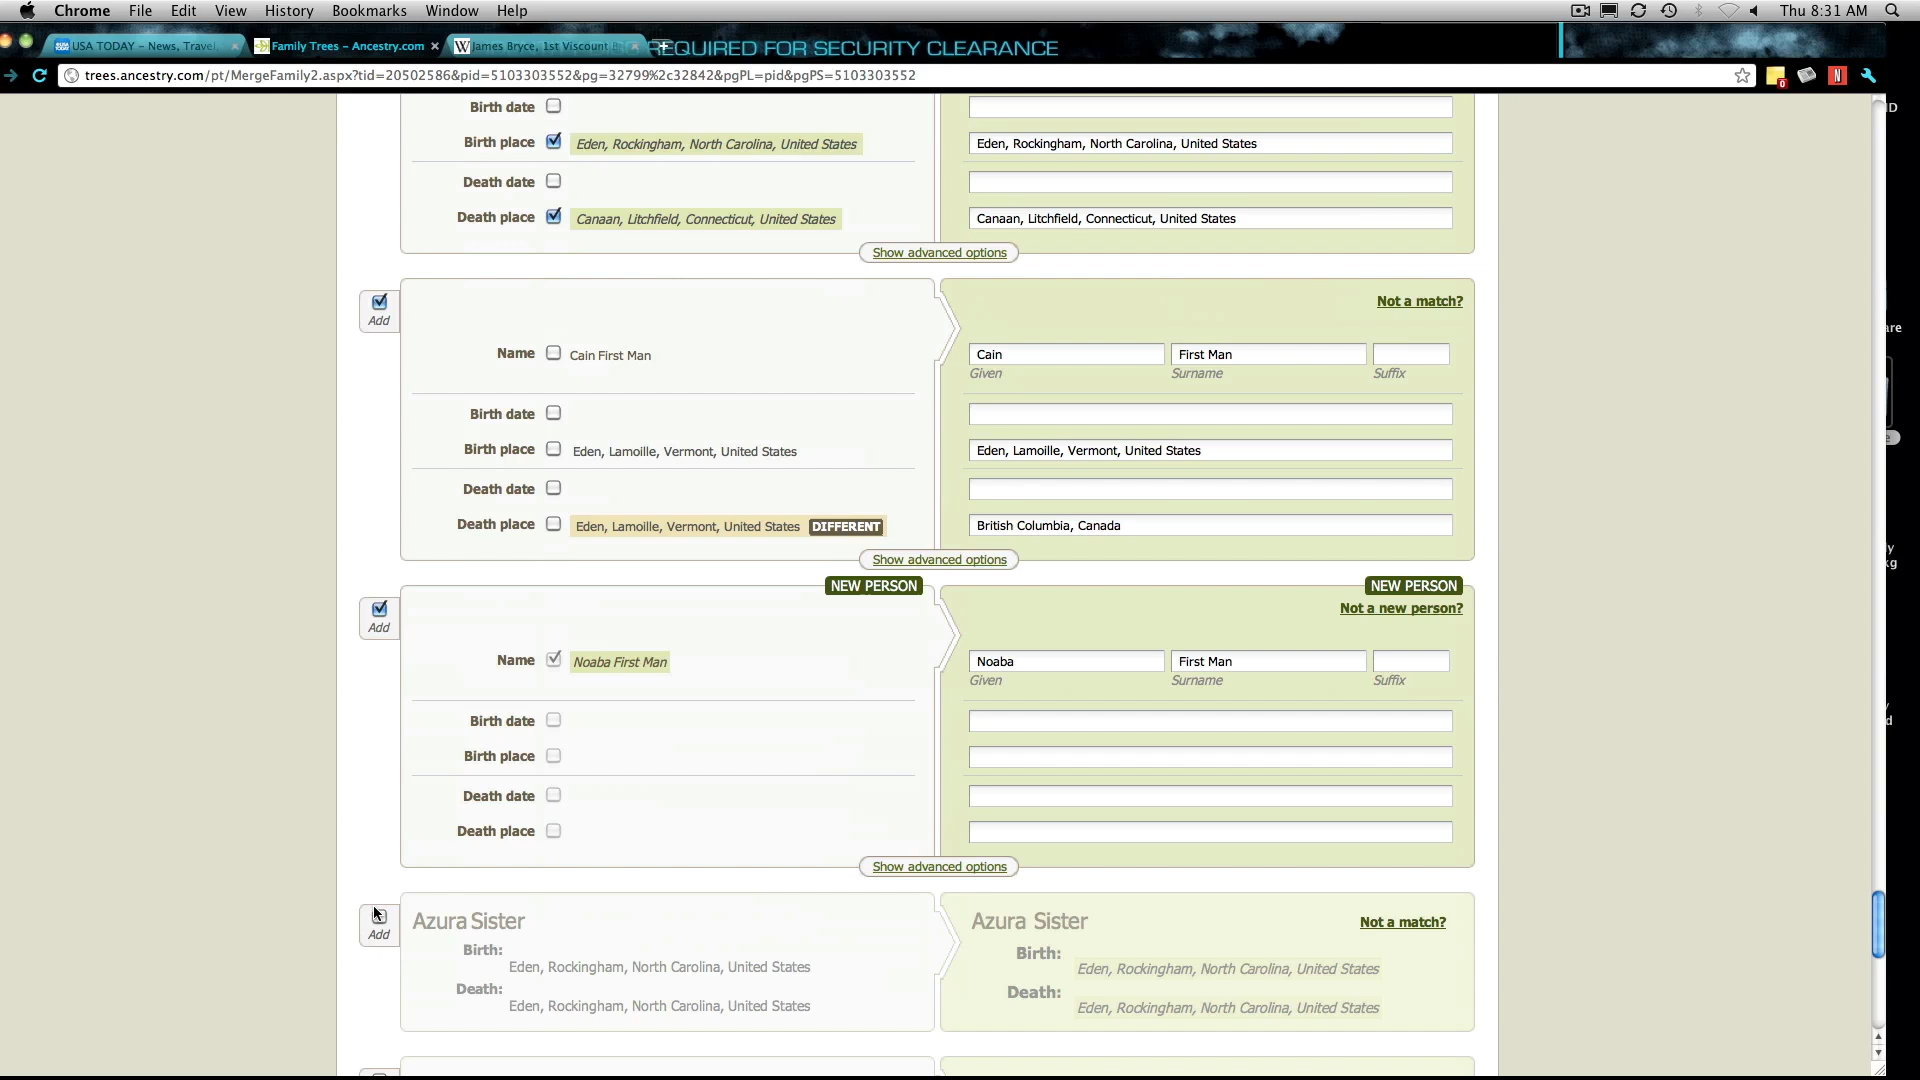 Chrome File Edit View History Bookmarks Window Help Thu 8:31 AM
USA TODAY – News, Travel, Family Trees – Ancestry.com James Bryce, 1st Viscount REQUIRED FOR SECURITY CLEARANCE
trees.ancestry.com/pt/MergeFamily2.aspx?tid=20502586&pid=5103303552&pg=32799%2c32842&pgPL=pid&pgPS=5103303552
Birth date
Birth place Eden, Rockingham, North Carolina, United States Eden, Rockingham, North Carolina, United States
Death date
Death place Canaan, Litchfield, Connecticut, United States Canaan, Litchfield, Connecticut, United States
Show advanced options
Add Not a match?
Name Cain First Man Cain First Man
Given Surname Suffix
Birth date
Birth place Eden, Lamoille, Vermont, United States Eden, Lamoille, Vermont, United States
Death date
Death place Eden, Lamoille, Vermont, United States DIFFERENT British Columbia, Canada
Show advanced options
NEW PERSON NEW PERSON
Add Not a new person?
Name Noaba First Man Noaba First Man
Given Surname Suffix
Birth date
Birth place
Death date
Death place
Show advanced options
Add Azura Sister Azura Sister Not a match?
Birth: Birth:
Eden, Rockingham, North Carolina, United States Eden, Rockingham, North Carolina, United States
Death: Death:
Eden, Rockingham, North Carolina, United States Eden, Rockingham, North Carolina, United States